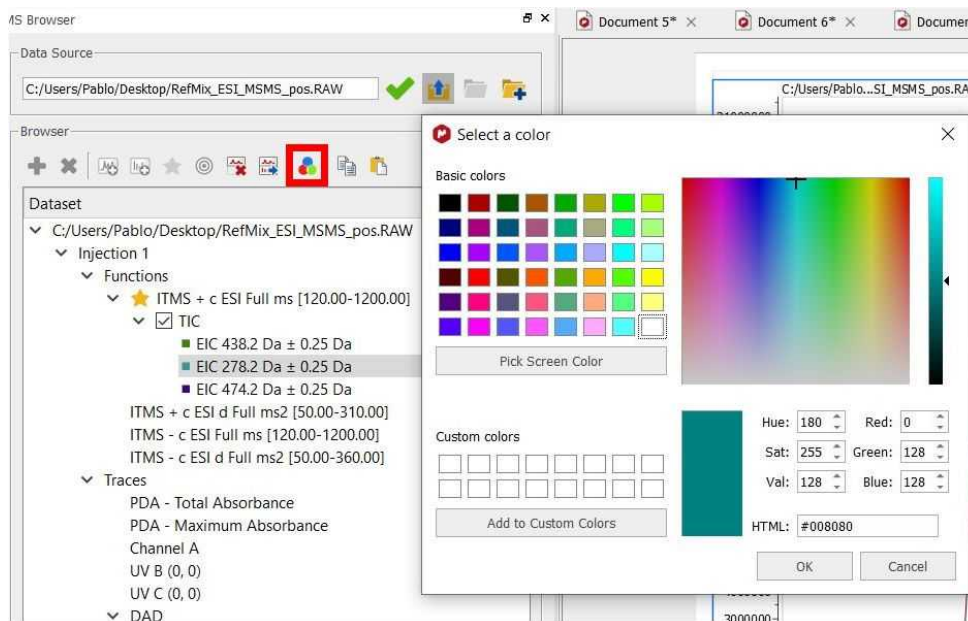 MS Browser
Document 5*
Document 6*
Data Source
C:/Users/Pablo/Desktop/RefMix_ESI_MSMS_pos.RAW
C:/Users/Pablo...SI_MSMS_pos.RA
Browser
Dataset
C:/Users/Pablo/Desktop/RefMix_ESI_MSMS_pos.RAW
Injection 1
Functions
ITMS + c ESI Full ms [120.00-1200.00]
TIC
EIC 438.2 Da ± 0.25 Da
EIC 278.2 Da ± 0.25 Da
EIC 474.2 Da ± 0.25 Da
ITMS + c ESI d Full ms2 [50.00-310.00]
ITMS - c ESI Full ms [120.00-1200.00]
ITMS - c ESI d Full ms2 [50.00-360.00]
Traces
PDA - Total Absorbance
PDA - Maximum Absorbance
Channel A
UV B (0, 0)
UV C (0, 0)
DAD
Select a color
Basic colors
Pick Screen Color
Custom colors
Add to Custom Colors
Hue: 180 Red: 0
Sat: 255 Green: 128
Val: 128 Blue: 128
HTML: #008080
OK Cancel
3000000